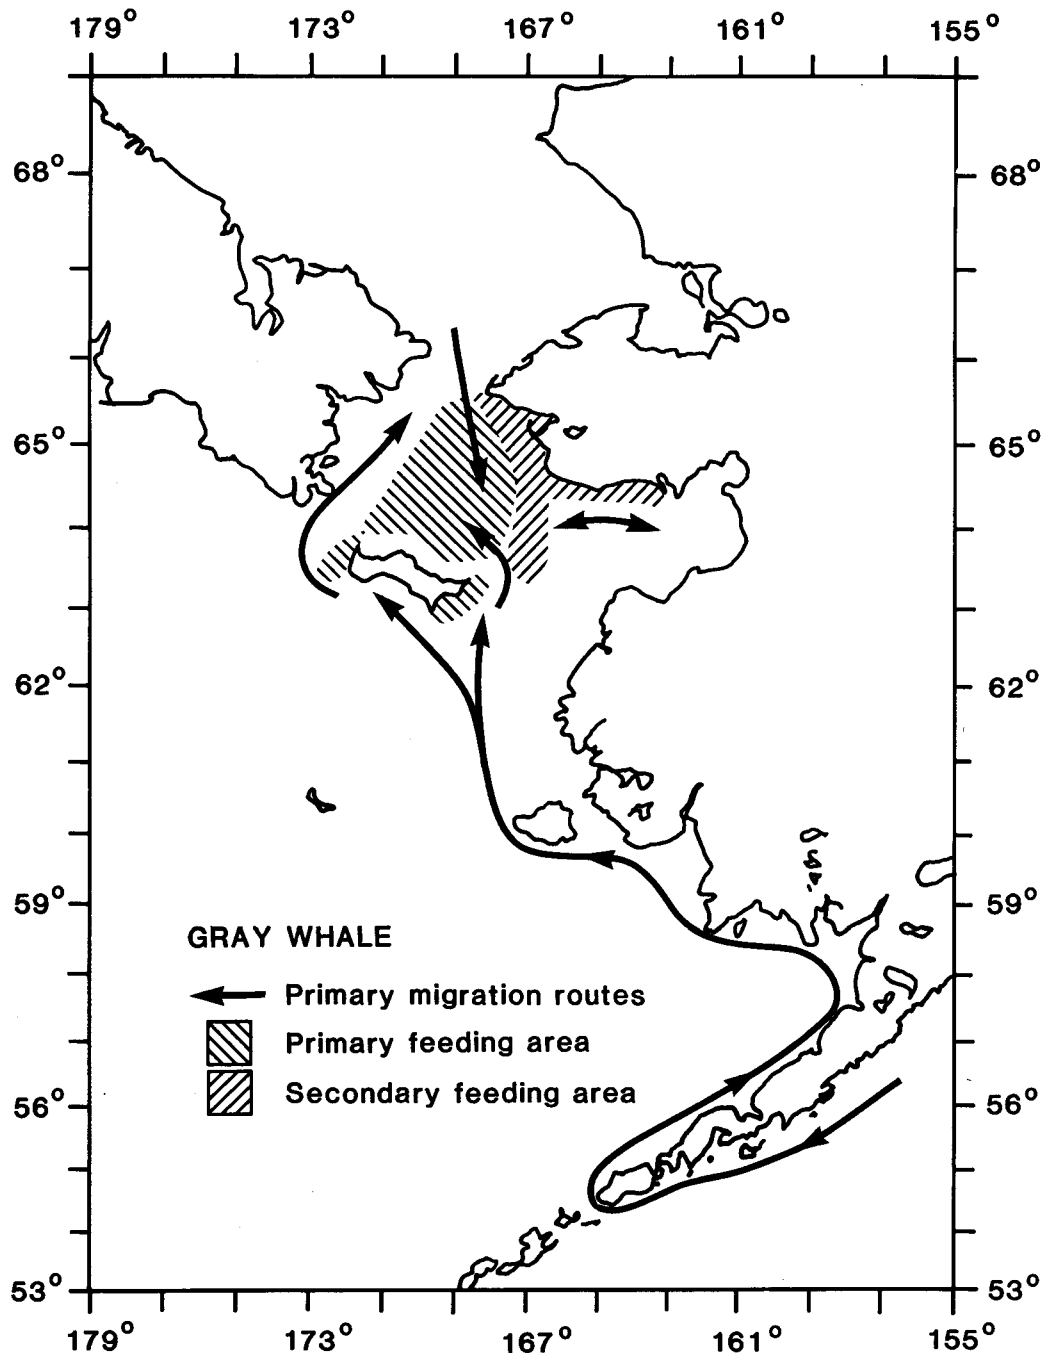 179° 173° 167° 161° 155°
68° 68°
65° 65°
62° 62°
59° 59°
GRAY WHALE
Primary migration routes
Primary feeding area
Secondary feeding area
56° 56°
53° 53°
179° 173° 167° 161° 155°